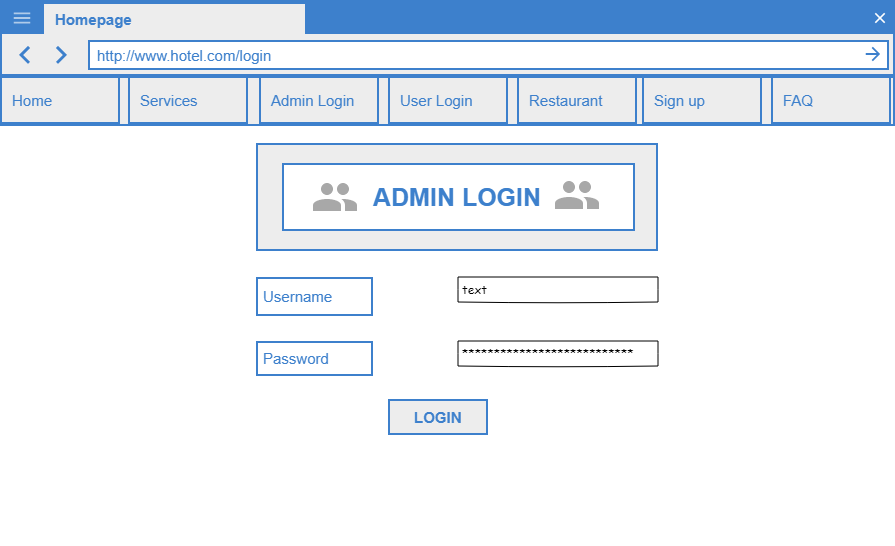 Homepage
http://www.hotel.com/login
Home Services Admin Login User Login Restaurant Sign up FAQ
ADMIN LOGIN
Username text
Password ***************************
LOGIN